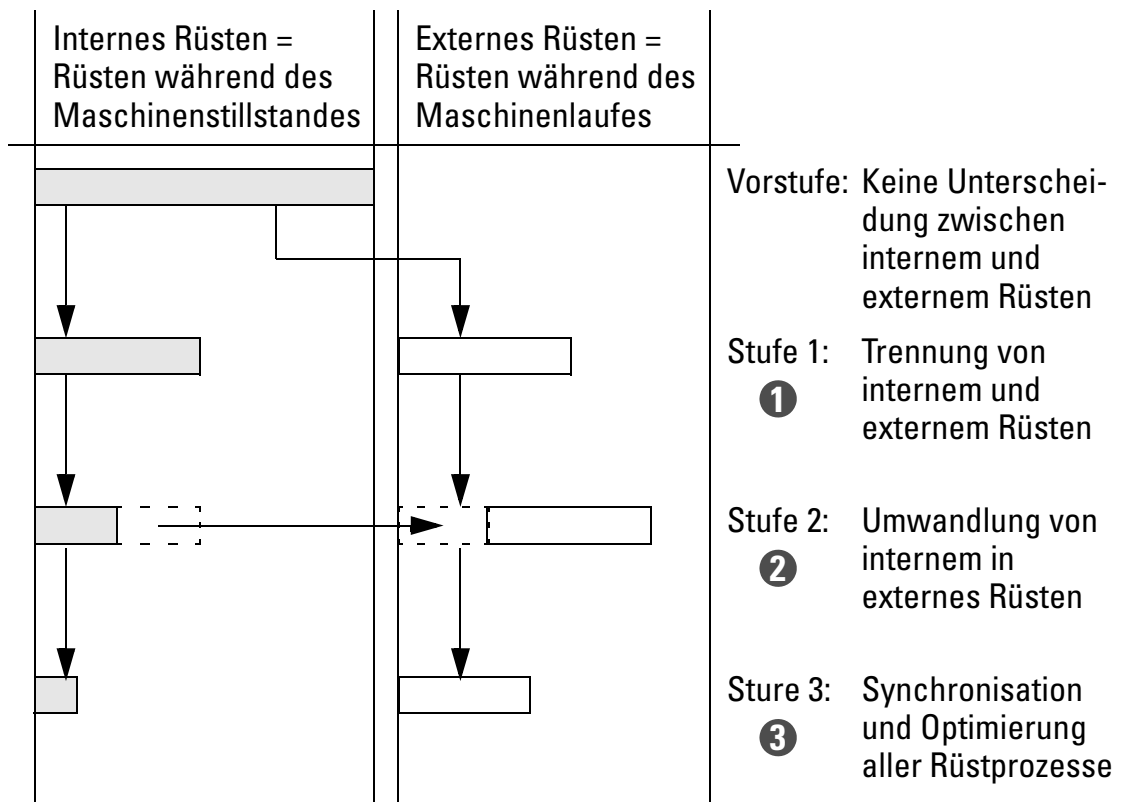 Internes Rüsten =
Rüsten während des
Maschinenstillstandes
Externes Rüsten =
Rüsten während des
Maschinenlaufes
Vorstufe: Keine Unterschei-
dung zwischen
internem und
externem Rüsten
Stufe 1: Trennung von
1 internem und
externem Rüsten
Stufe 2: Umwandlung von
2 internem in
externes Rüsten
Sture 3: Synchronisation
3 und Optimierung
aller Rüstprozesse